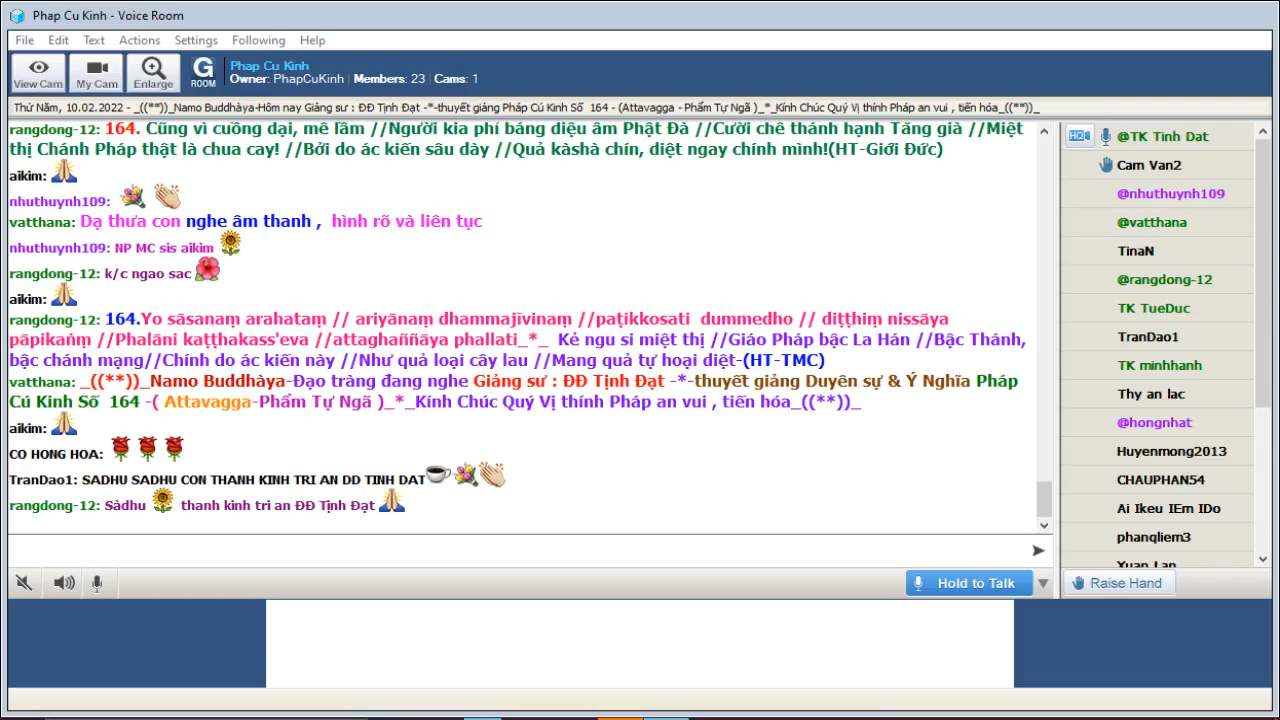 Phap Cu Kinh - Voice Room
File Edit Text Actions Settings Following Help
View Cam My Cam Enlarge G ROOM
Phap Cu Kinh
Owner: PhapCuKinh | Members: 23 | Cams: 1
Thứ Năm, 10.02.2022 - _((**))_Namo Buddhàya-Hôm nay Giảng sư : ĐĐ Tịnh Đạt -*-thuyết giảng Pháp Cú Kinh Số 164 - (Attavagga - Phẩm Tự Ngã )_*_Kính Chúc Quý Vị thính Pháp an vui , tiến hóa_((**))_
rangdong-12: 164. Cũng vì cuồng dại, mê lầm //Người kia phí báng diệu âm Phật Đà //Cười chê thánh hạnh Tăng già //Miệt
thị Chánh Pháp thật là chua cay! //Bởi do ác kiến sâu dày //Quả kàshà chín, diệt ngay chính mình!(HT-Giới Đức)
aikim:
nhuthuynh109:
vatthana: Dạ thưa con nghe âm thanh , hình rõ và liên tục
nhuthuynh109: NP MC sis aikim
rangdong-12: k/c ngao sac
aikim:
rangdong-12: 164.Yo sāsanaṃ arahataṃ // ariyānaṃ dhammajivinaṃ //paṭikkosati dummedho // diṭṭhiṃ nissāya
pāpikaṅṃ //Phalāni kaṭṭhakass'eva //attaghaññāya phallati_*_ Kẻ ngu si miệt thị //Giáo Pháp bậc La Hán //Bậc Thánh,
bậc chánh mạng//Chính do ác kiến này //Như quả loại cây lau //Mang quả tự hoại diệt-(HT-TMC)
vatthana: _((**))_Namo Buddhàya-Đạo tràng đang nghe Giảng sư : ĐĐ Tịnh Đạt -*-thuyết giảng Duyên sự & Ý Nghĩa Pháp
Cú Kinh Số 164 -( Attavagga-Phẩm Tự Ngã )_*_Kính Chúc Quý Vị thính Pháp an vui , tiến hóa_((**))_
aikim:
CO HONG HOA:
TranDao1: SADHU SADHU CON THANH KINH TRI AN DD TINH DAT
rangdong-12: Sàdhu thanh kinh tri an ĐĐ Tịnh Đạt
Hold to Talk
HQ
@TK Tinh Dat
Cam Van2
@nhuthuynh109
@vatthana
TinaN
@rangdong-12
TK TueDuc
TranDao1
TK minhhanh
Thy an lac
@hongnhat
Huyenmong2013
CHAUPHAN54
Ai Ikeu IEm IDo
phanqliem3
Xuan Lan
Raise Hand